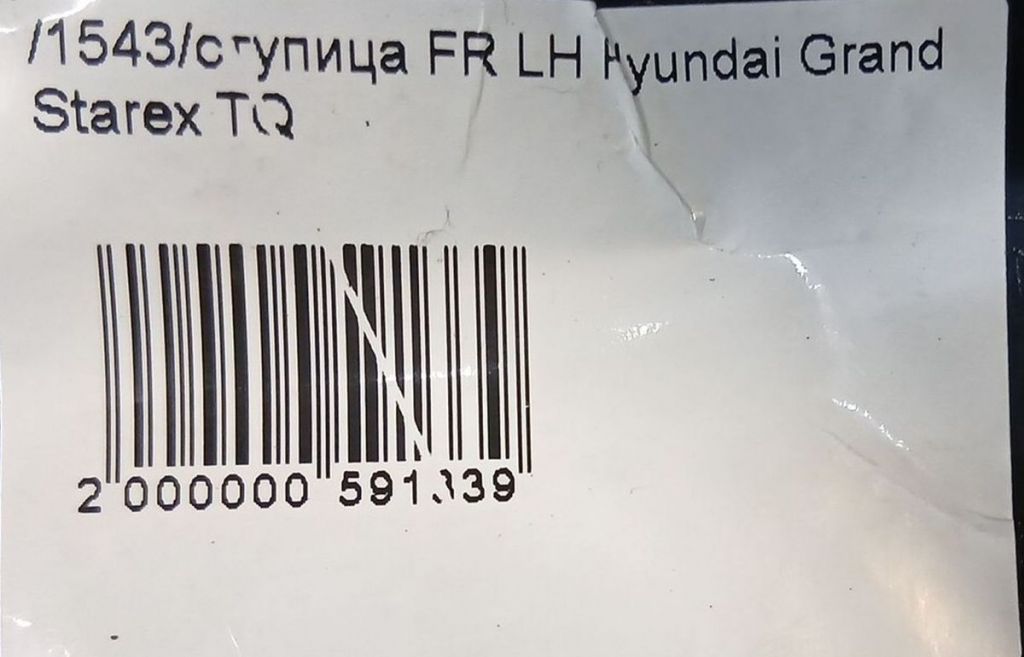 /1543/ступица FR LH Hyundai Grand
Starex TQ
2 000000 591339